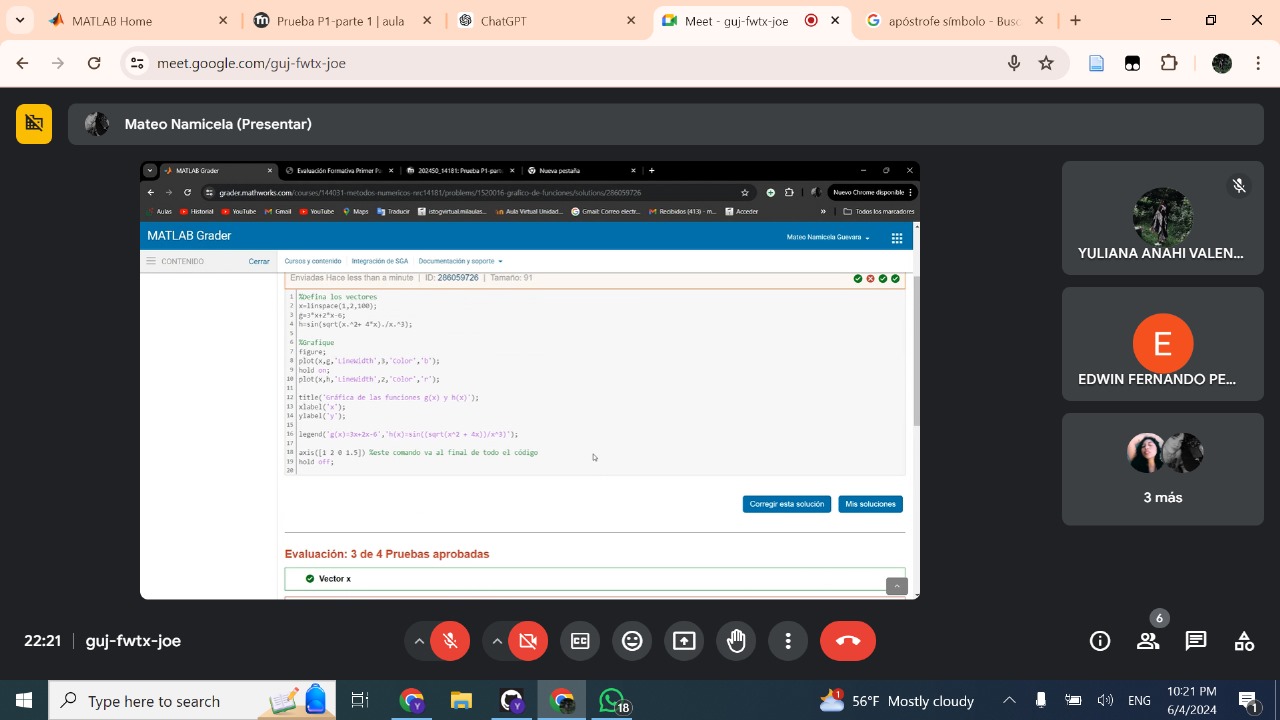 MATLAB Home
Prueba P1-parte 1 | aula
ChatGPT
Meet - guj-fwtx-joe
apóstrofe símbolo - Busc
meet.google.com/guj-fwtx-joe
Mateo Namicela (Presentar)
MATLAB Grader
Evaluación Formativa Primer Pa
202450_14181: Prueba P1-part
Nueva pestaña
grader.mathworks.com/courses/144031-metodos-numericos-nrc14181/problems/1520016-grafico-de-funciones/solutions/286059726
Nuevo Chrome disponible
Aulas
Historial
YouTube
Gmail
YouTube
Maps
Traducir
istogvirtual.milaulas...
Aula Virtual Unidad...
Gmail: Correo electr...
Recibidos (413) - m...
Acceder
Todos los marcadores
MATLAB Grader
Mateo Namicela Guevara
CONTENIDO
Cerrar
Cursos y contenido
Integración de SGA
Documentación y soporte
Enviadas Hace less than a minute | ID: 286059726 | Tamaño: 91
1 %Defina los vectores
2 x=linspace(1,2,100);
3 g=3*x+2*x-6;
4 h=sin(sqrt(x.^2+ 4*x)./x.^3);
5
6 %Grafique
7 figure;
8 plot(x,g,'LineWidth',3,'Color','b');
9 hold on;
10 plot(x,h,'LineWidth',2,'Color','r');
11
12 title('Gráfica de las funciones g(x) y h(x)');
13 xlabel('x');
14 ylabel('y');
15
16 legend('g(x)=3x+2x-6','h(x)=sin((sqrt(x^2 + 4x))/x^3)');
17
18 axis([1 2 0 1.5]) %este comando va al final de todo el código
19 hold off;
20
Corregir esta solución
Mis soluciones
Evaluación: 3 de 4 Pruebas aprobadas
Vector x
YULIANA AÑAHI VALEN...
E
EDWIN FERNANDO PE...
3 más
22:21 | guj-fwtx-joe
6
Type here to search
18
1
56°F Mostly cloudy
ENG
10:21 PM
6/4/2024
1